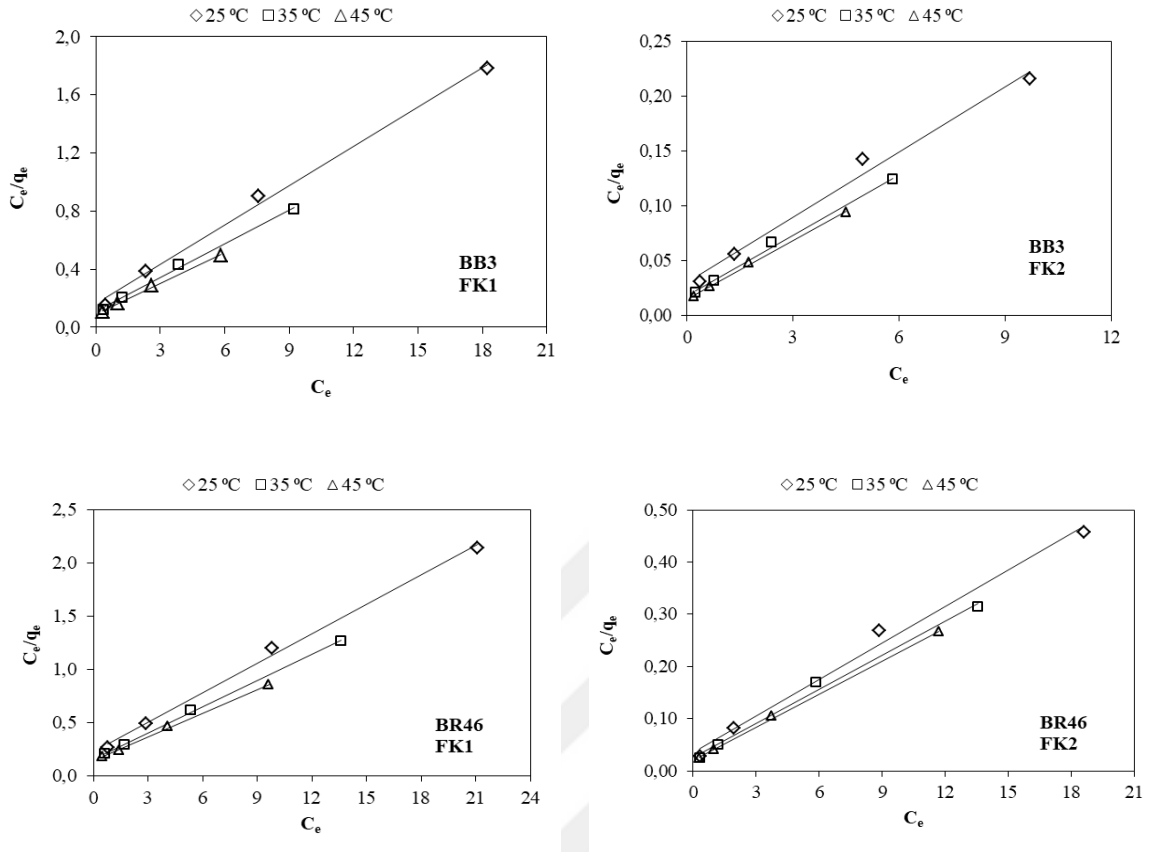 ◇ 25 ºC □ 35 ºC △ 45 ºC
2,0
1,6
1,2
0,8
0,4
0,0
Ce/qe
0 3 6 9 12 15 18 21
Ce
BB3
FK1
◇ 25 ºC □ 35 ºC △ 45 ºC
0,25
0,20
0,15
0,10
0,05
0,00
Ce/qe
0 3 6 9 12
Ce
BB3
FK2
◇ 25 ºC □ 35 ºC △ 45 ºC
2,5
2,0
1,5
1,0
0,5
0,0
Ce/qe
0 3 6 9 12 15 18 21 24
Ce
BR46
FK1
◇ 25 ºC □ 35 ºC △ 45 ºC
0,50
0,40
0,30
0,20
0,10
0,00
Ce/qe
0 3 6 9 12 15 18 21
Ce
BR46
FK2